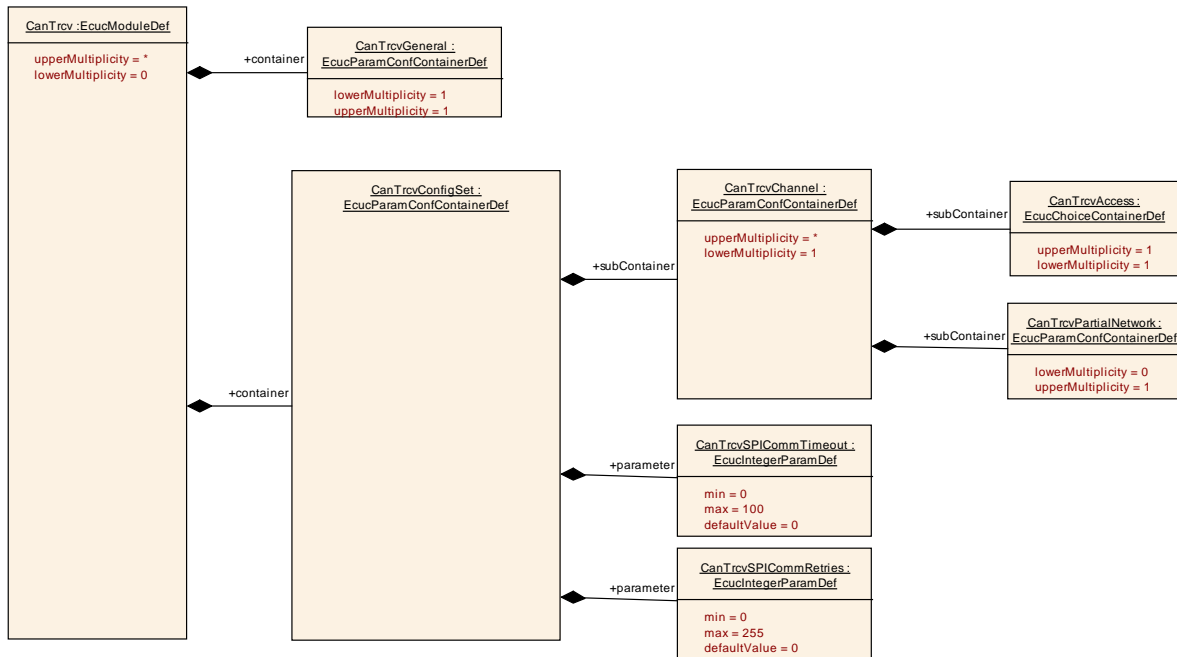 CanTrcv :EcucModuleDef
upperMultiplicity = *
lowerMultiplicity = 0
+container
CanTrcvGeneral :
EcucParamConfContainerDef
lowerMultiplicity = 1
upperMultiplicity = 1
+container
CanTrcvConfigSet :
EcucParamConfContainerDef
+subContainer
CanTrcvChannel :
EcucParamConfContainerDef
upperMultiplicity = *
lowerMultiplicity = 1
+subContainer
CanTrcvAccess :
EcucChoiceContainerDef
upperMultiplicity = 1
lowerMultiplicity = 1
+subContainer
CanTrcvPartialNetwork :
EcucParamConfContainerDef
lowerMultiplicity = 0
upperMultiplicity = 1
+parameter
CanTrcvSPICommTimeout :
EcucIntegerParamDef
min = 0
max = 100
defaultValue = 0
+parameter
CanTrcvSPICommRetries :
EcucIntegerParamDef
min = 0
max = 255
defaultValue = 0